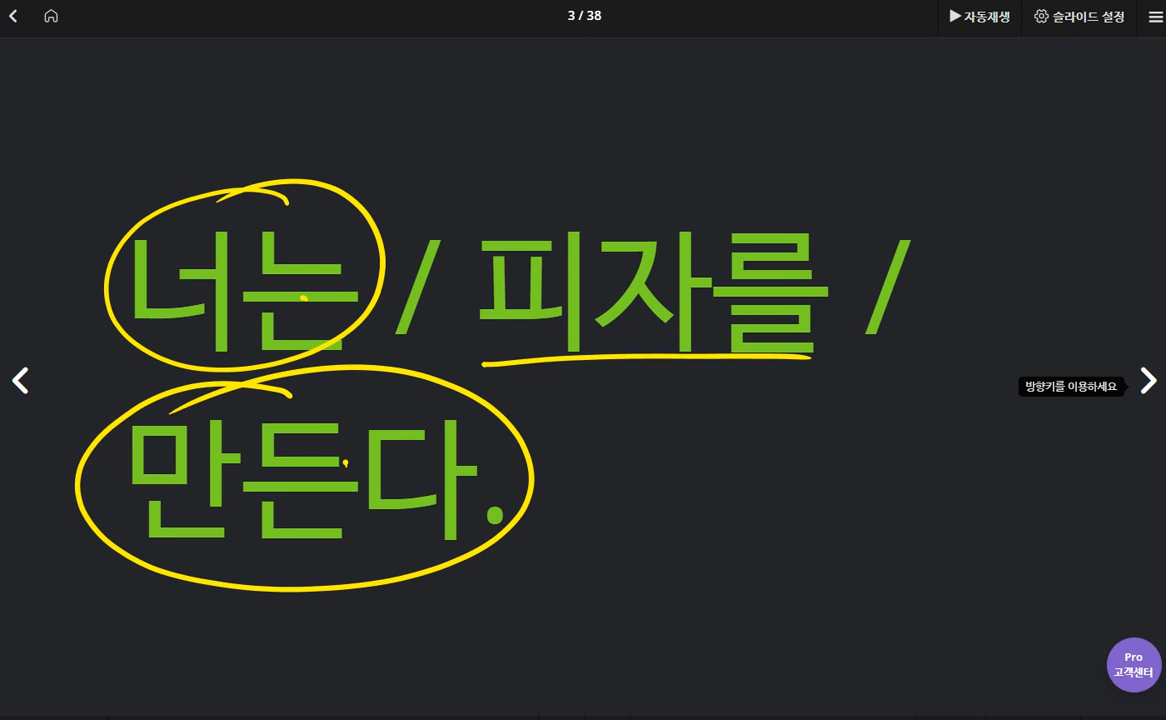 3 / 38
자동재생
슬라이드 설정
너는 / 피자를 /
만든다.
방향키를 이용하세요
Pro
고객센터